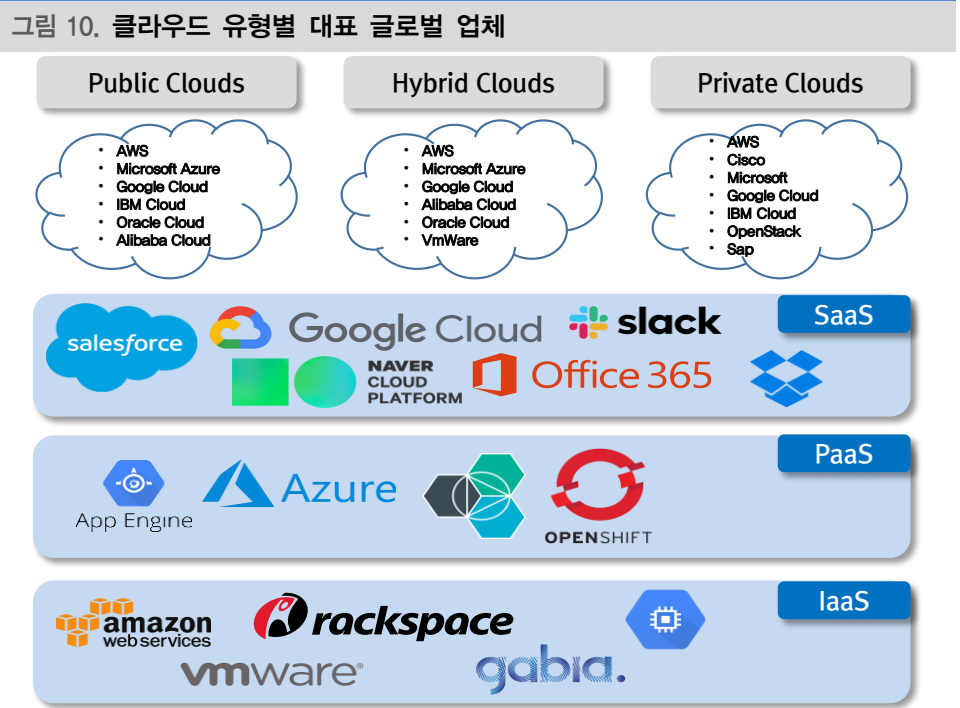 그림 10. 클라우드 유형별 대표 글로벌 업체
Public Clouds
Hybrid Clouds
Private Clouds
• AWS
• Microsoft Azure
• Google Cloud
• IBM Cloud
• Oracle Cloud
• Alibaba Cloud
• AWS
• Microsoft Azure
• Google Cloud
• Alibaba Cloud
• Oracle Cloud
• VmWare
• AWS
• Cisco
• Microsoft
• Google Cloud
• IBM Cloud
• OpenStack
• Sap
SaaS
salesforce
Google Cloud
slack
NAVER
CLOUD
PLATFORM
Office 365
PaaS
App Engine
Azure
OPENSHIFT
IaaS
amazon
web services
rackspace
vmware®
gabia.